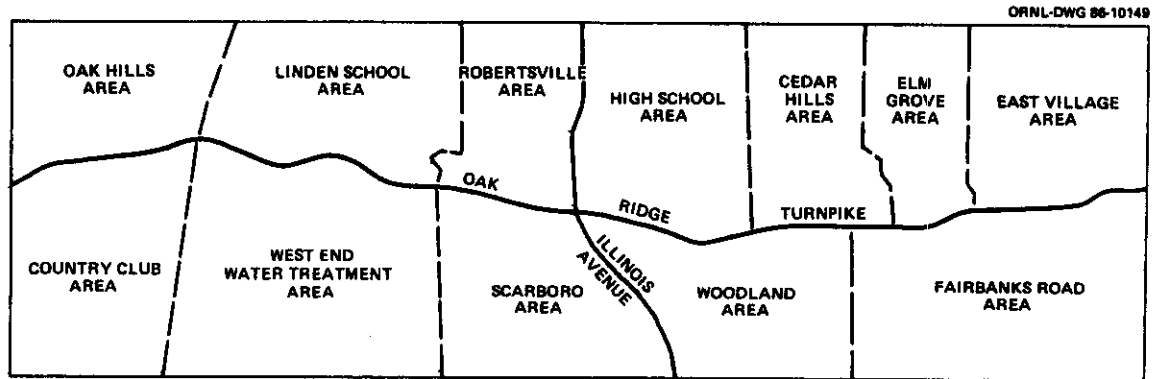 ORNL-DWG 86-10149
OAK HILLS
AREA
LINDEN SCHOOL
AREA
ROBERTSVILLE
AREA
HIGH SCHOOL
AREA
CEDAR
HILLS
AREA
ELM
GROVE
AREA
EAST VILLAGE
AREA
OAK
RIDGE
TURNPIKE
ILLINOIS
AVENUE
COUNTRY CLUB
AREA
WEST END
WATER TREATMENT
AREA
SCARBORO
AREA
WOODLAND
AREA
FAIRBANKS ROAD
AREA